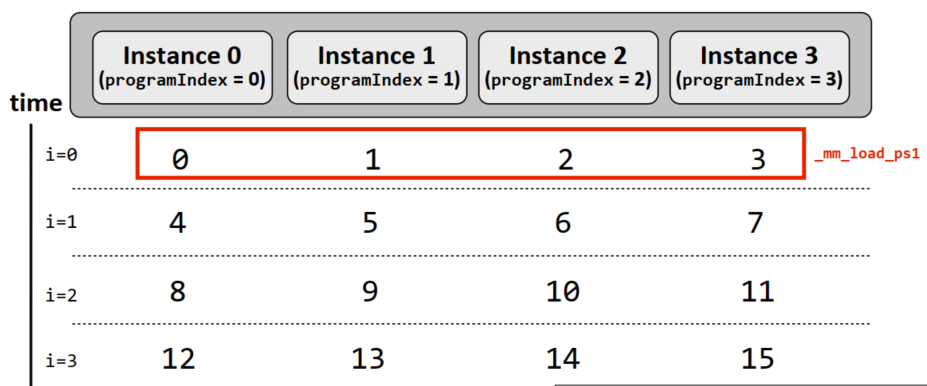 Instance 0 Instance 1 Instance 2 Instance 3
(programIndex = 0) (programIndex = 1) (programIndex = 2) (programIndex = 3)
time
i=0 0 1 2 3 _mm_load_ps1
i=1 4 5 6 7
i=2 8 9 10 11
i=3 12 13 14 15